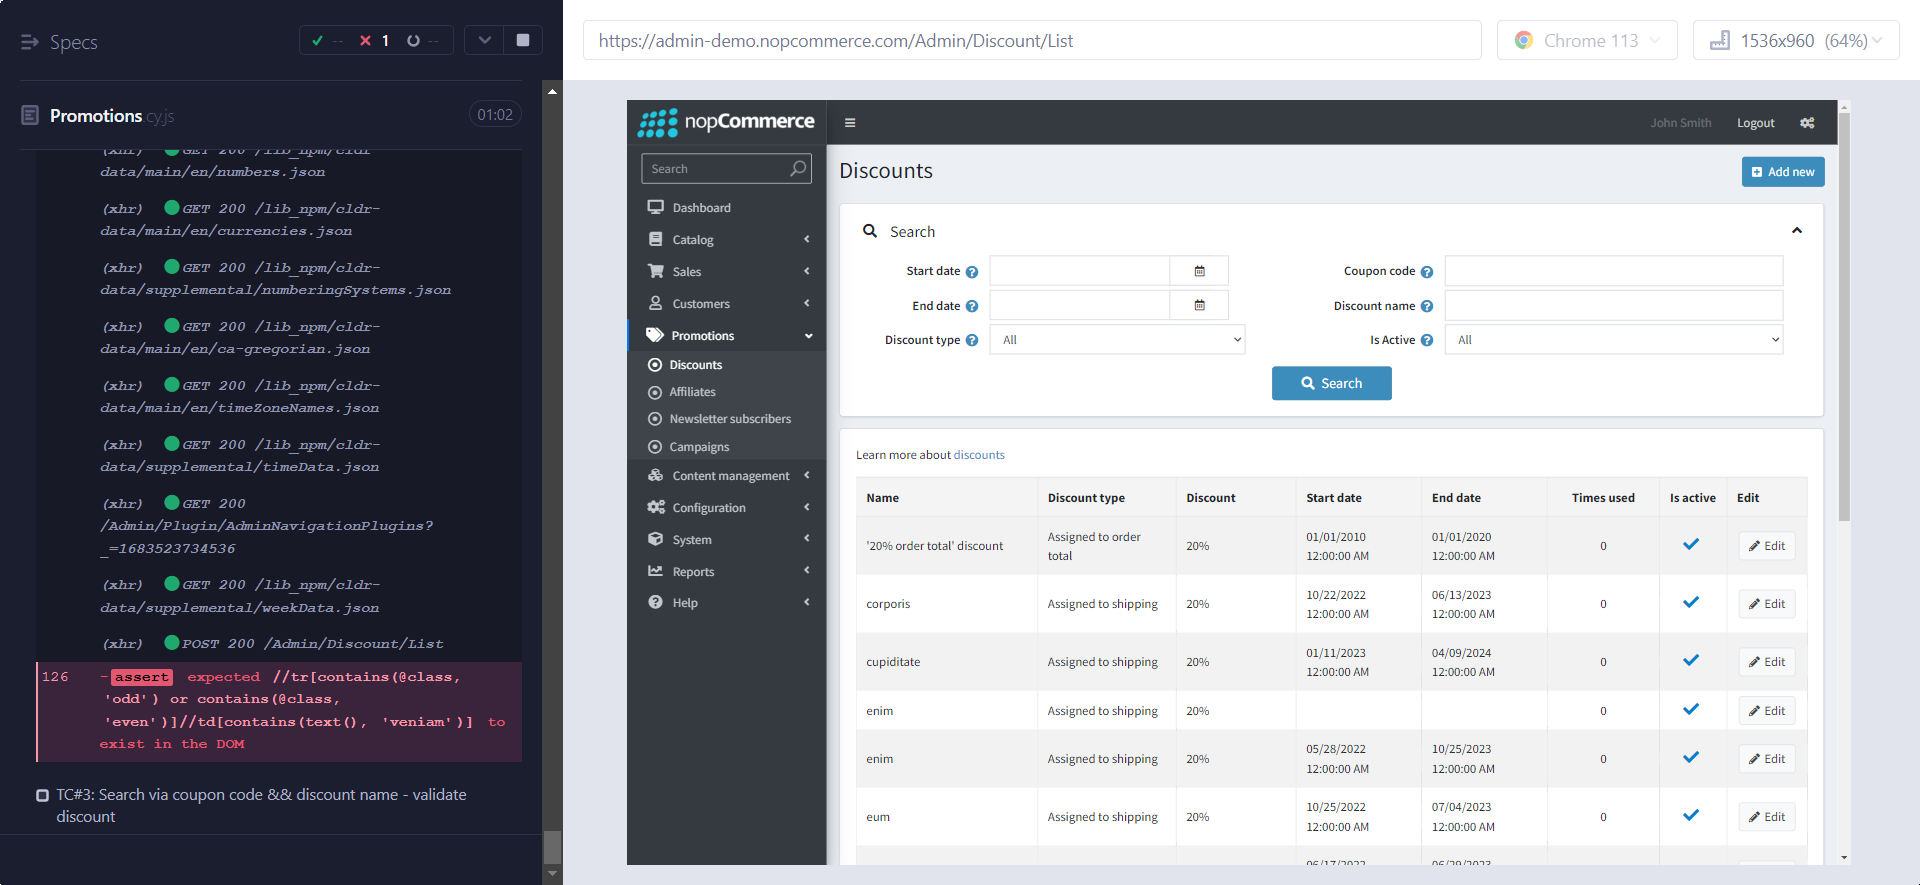 Specs
-- 1 --
https://admin-demo.nopcommerce.com/Admin/Discount/List
Chrome 113
1536x960 (64%)
Promotions.cy.js
01:02
(xhr) GET 200 /lib_npm/cldr-
data/main/en/numbers.json
(xhr) GET 200 /lib_npm/cldr-
data/main/en/currencies.json
(xhr) GET 200 /lib_npm/cldr-
data/supplemental/numberingSystems.json
(xhr) GET 200 /lib_npm/cldr-
data/main/en/ca-gregorian.json
(xhr) GET 200 /lib_npm/cldr-
data/main/en/timeZoneNames.json
(xhr) GET 200 /lib_npm/cldr-
data/supplemental/timeData.json
(xhr) GET 200
/Admin/Plugin/AdminNavigationPlugins?
_=1683523734536
(xhr) GET 200 /lib_npm/cldr-
data/supplemental/weekData.json
(xhr) POST 200 /Admin/Discount/List
126 -assert expected //tr[contains(@class,
'odd') or contains(@class,
'even')]//td[contains(text(), 'veniam')] to
exist in the DOM
TC#3: Search via coupon code && discount name - validate
discount
nopCommerce
John Smith
Logout
Search
Dashboard
Catalog
Sales
Customers
Promotions
Discounts
Affiliates
Newsletter subscribers
Campaigns
Content management
Configuration
System
Reports
Help
Discounts
Add new
Search
Start date
Coupon code
End date
Discount name
Discount type All
Is Active All
Search
Learn more about discounts
Name Discount type Discount Start date End date Times used Is active Edit
'20% order total' discount Assigned to order total 20% 01/01/2010 12:00:00 AM 01/01/2020 12:00:00 AM 0 Edit
corporis Assigned to shipping 20% 10/22/2022 12:00:00 AM 06/13/2023 12:00:00 AM 0 Edit
cupiditate Assigned to shipping 20% 01/11/2023 12:00:00 AM 04/09/2024 12:00:00 AM 0 Edit
enim Assigned to shipping 20% 0 Edit
enim Assigned to shipping 20% 05/28/2022 12:00:00 AM 10/25/2023 12:00:00 AM 0 Edit
eum Assigned to shipping 20% 10/25/2022 12:00:00 AM 07/04/2023 12:00:00 AM 0 Edit
06/17/2022 06/29/2023